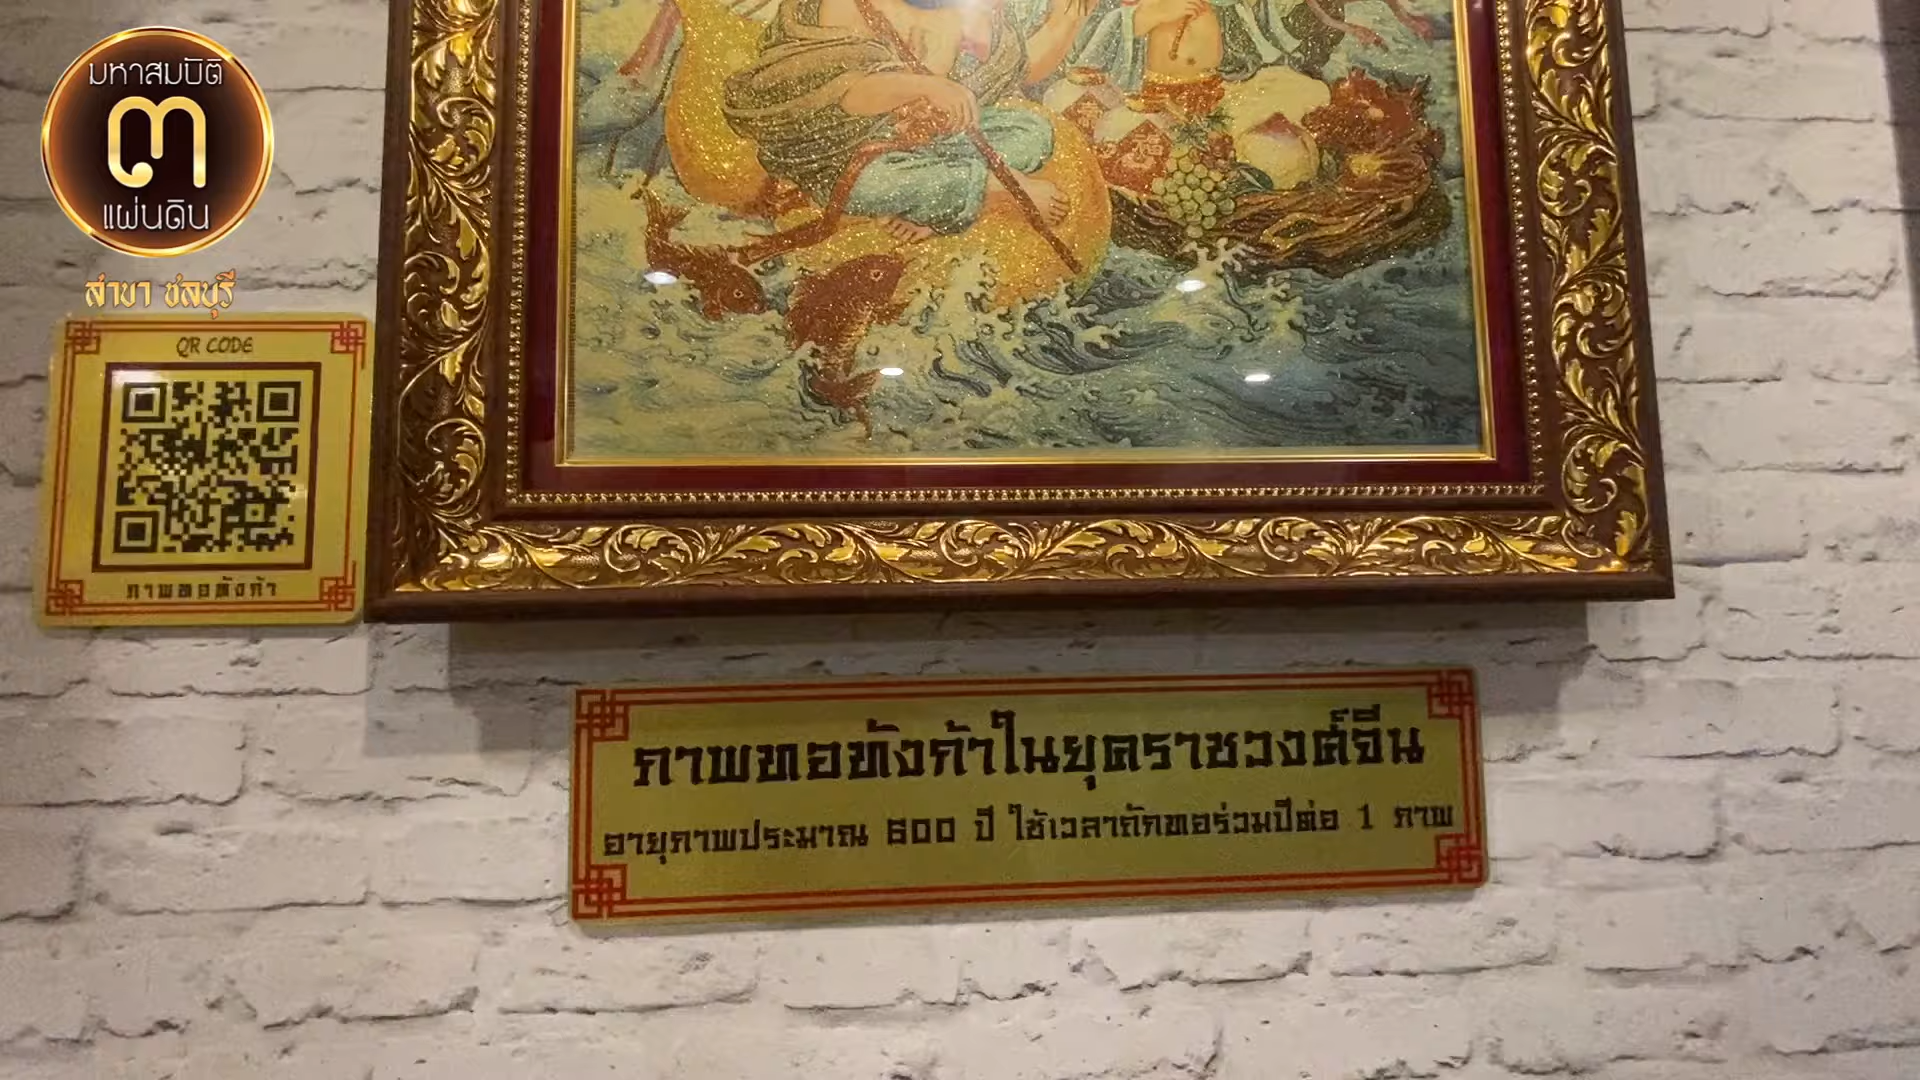 มหาสมบัติ
๓
แผ่นดิน
สาขา ชลบุรี
QR CODE
ภาพทอทังก้า
ภาพทอทังก้าในยุคราชวงศ์จีน
อายุภาพประมาณ 600 ปี ใช้เวลาถักทอร่วมปีต่อ 1 ภาพ